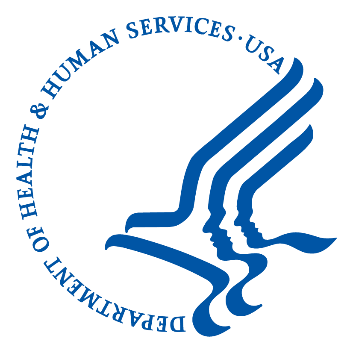 DEPARTMENT OF HEALTH & HUMAN SERVICES · USA